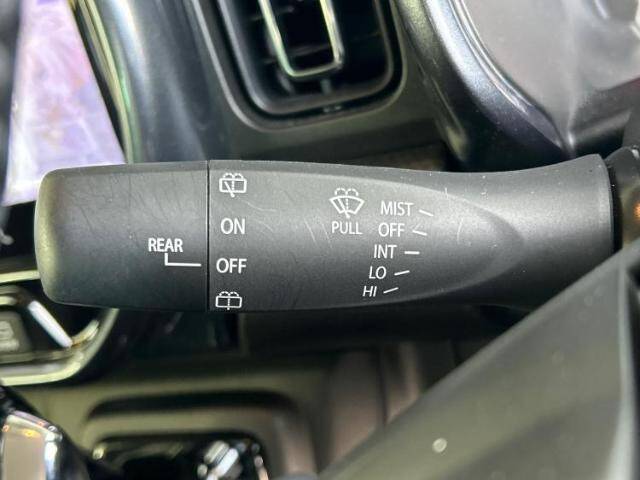 ON
REAR
OFF
PULL
MIST
OFF
INT
LO
HI